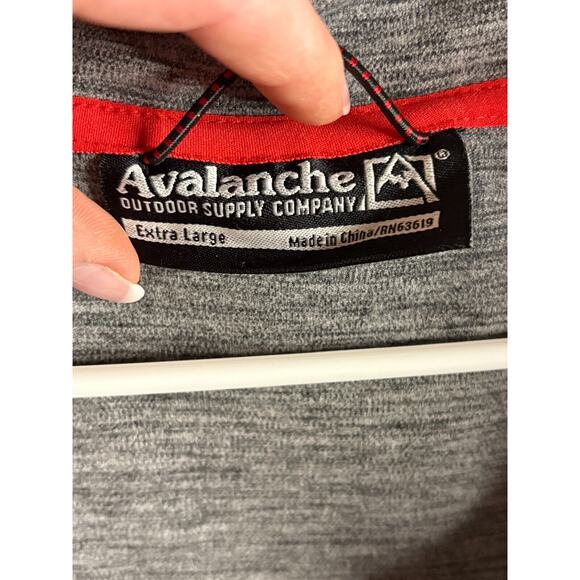 Avalanche ®
OUTDOOR SUPPLY COMPANY
Extra Large Made in China/RN63619